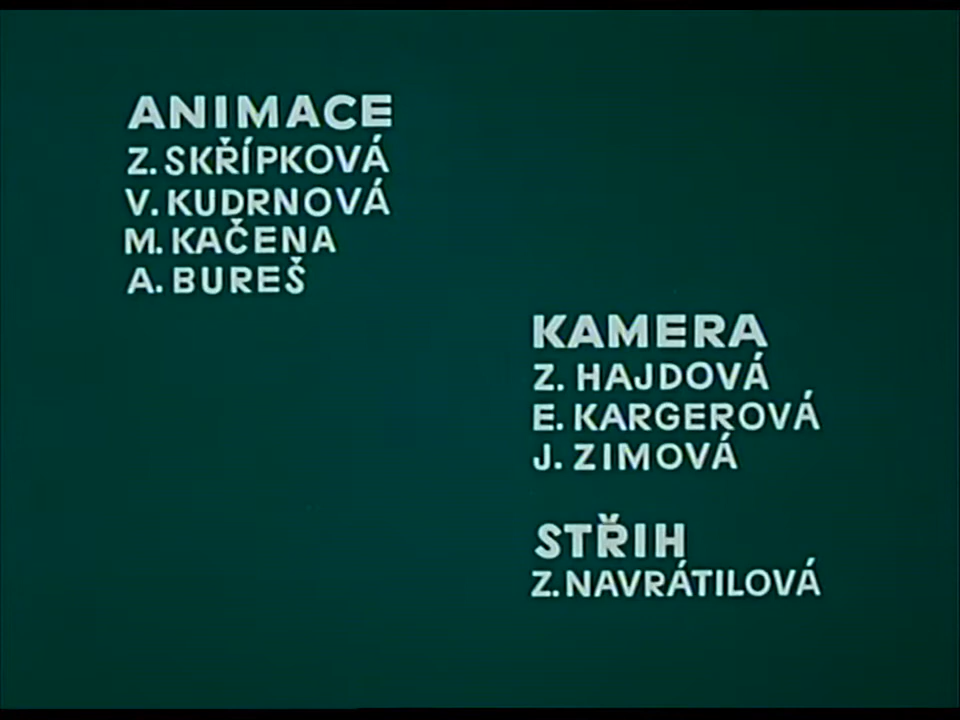 ANIMACE
Z. SKŘÍPKOVÁ
V. KUDRNOVÁ
M. KAČENA
A. BUREŠ
KAMERA
Z. HAJDOVÁ
E. KARGEROVÁ
J. ZIMOVÁ
STŘIH
Z. NAVRÁTILOVÁ